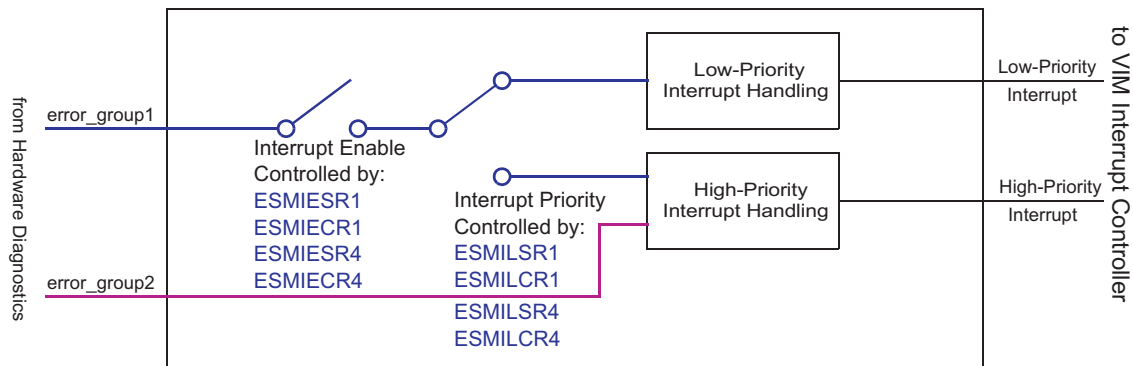 from Hardware Diagnostics
error_group1
error_group2
Interrupt Enable
Controlled by:
ESMIESR1
ESMIECR1
ESMIESR4
ESMIECR4
Interrupt Priority
Controlled by:
ESMILSR1
ESMILCR1
ESMILSR4
ESMILCR4
Low-Priority
Interrupt Handling
High-Priority
Interrupt Handling
Low-Priority
Interrupt
High-Priority
Interrupt
to VIM Interrupt Controller